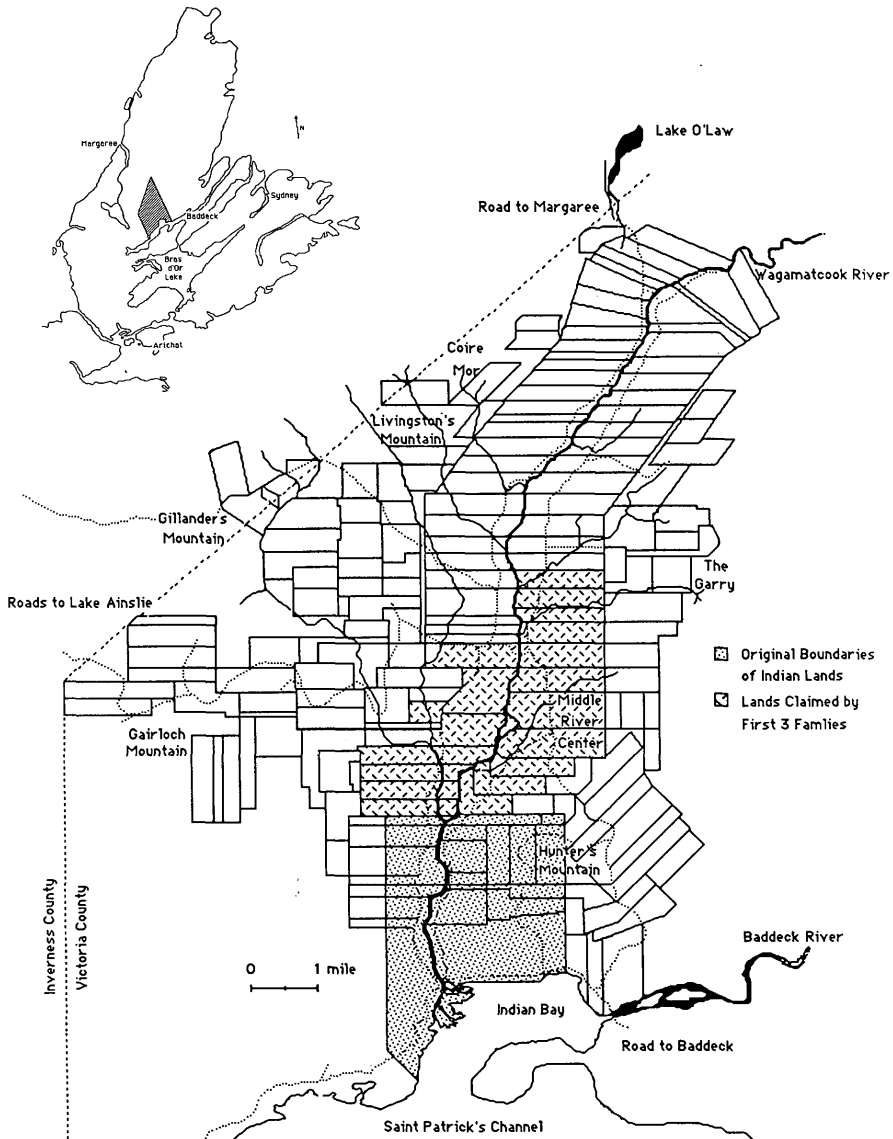 N
Margaree
Sydney
Baddeck
Bras
d'Or
Lake
Arichat
Lake O'Law
Road to Margaree
Wagamatcook River
Coire
Mor
Livingston's
Mountain
Gillander's
Mountain
The
Garry
Roads to Lake Ainslie
Original Boundaries
of Indian Lands
Lands Claimed by
First 3 Famlies
Middle
River
Center
Gairloch
Mountain
Hunter's
Mountain
Inverness County
Victoria County
0 1 mile
Baddeck River
Indian Bay
Road to Baddeck
Saint Patrick's Channel